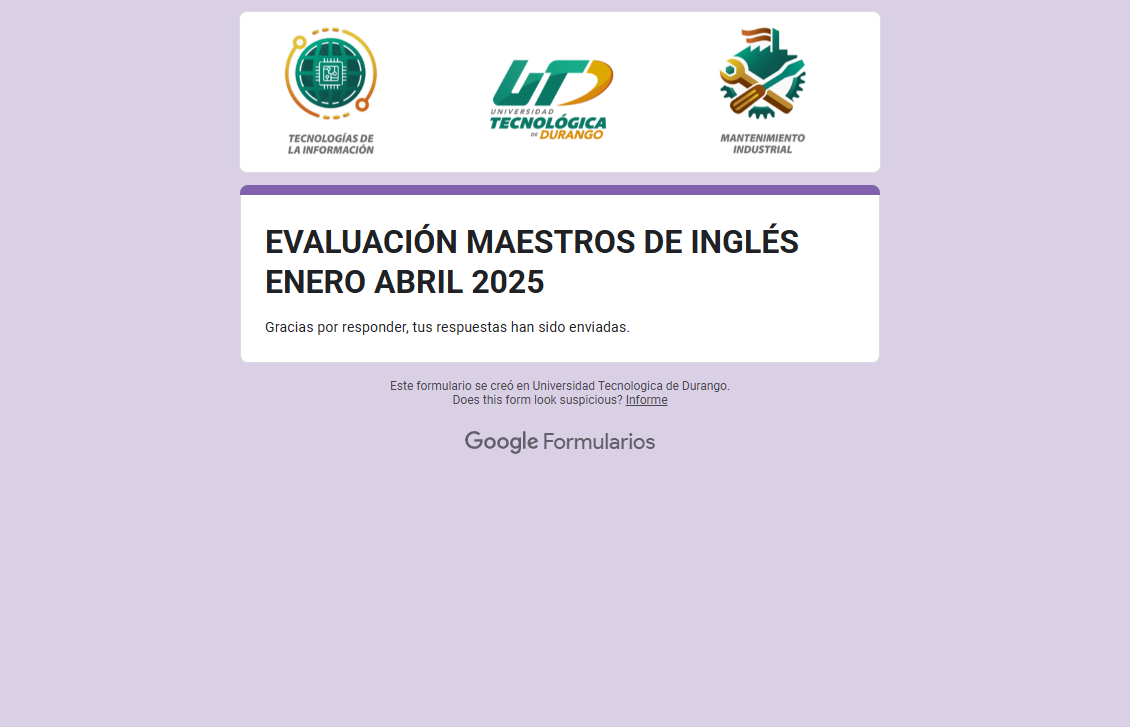 TECNOLOGÍAS DE
LA INFORMACIÓN
UNIVERSIDAD
TECNOLÓGICA
DE DURANGO
MANTENIMIENTO
INDUSTRIAL
EVALUACIÓN MAESTROS DE INGLÉS
ENERO ABRIL 2025
Gracias por responder, tus respuestas han sido enviadas.
Este formulario se creó en Universidad Tecnologica de Durango.
Does this form look suspicious? Informe
Google Formularios